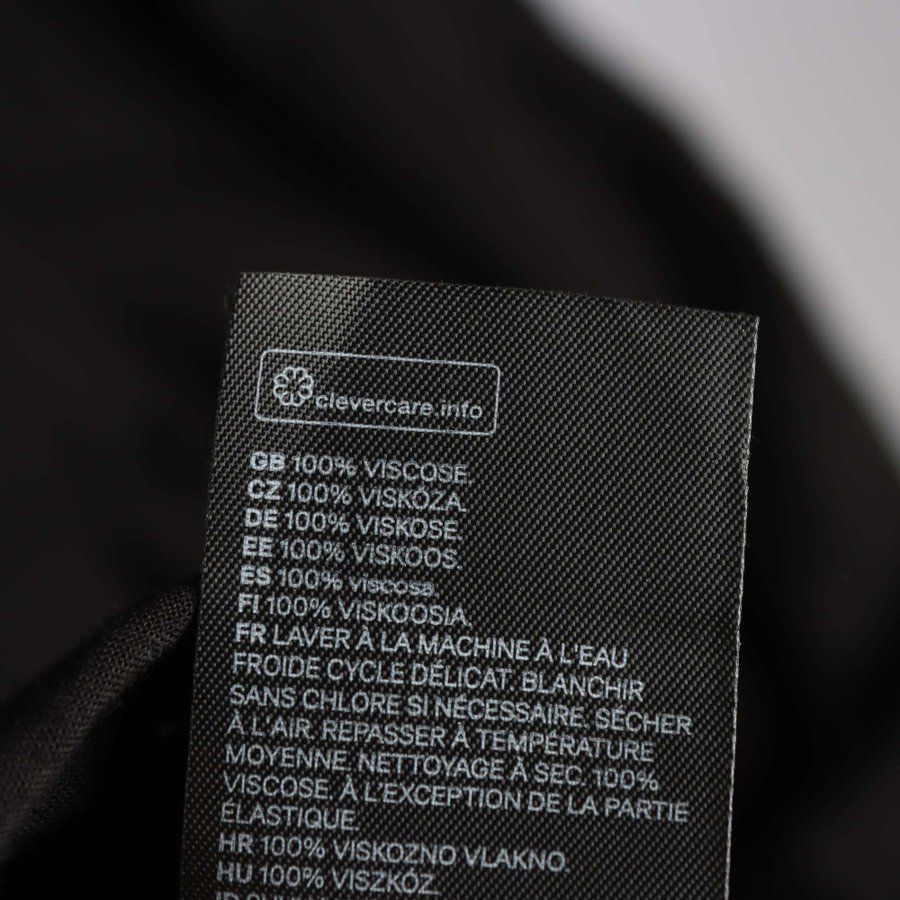 clevercare.info
GB 100% VISCOSE.
CZ 100% VISKÓZA.
DE 100% VISKOSE.
EE 100% VISKOOS.
ES 100% viscosa.
FI 100% VISKOOSIA.
FR LAVER À LA MACHINE À L'EAU
FROIDE CYCLE DÉLICAT. BLANCHIR
SANS CHLORE SI NÉCESSAIRE. SÉCHER
À L'AIR. REPASSER À TEMPÉRATURE
MOYENNE. NETTOYAGE À SEC. 100%
VISCOSE. À L'EXCEPTION DE LA PARTIE
ÉLASTIQUE.
HR 100% VISKOZNO VLAKNO.
HU 100% VISZKÓZ.